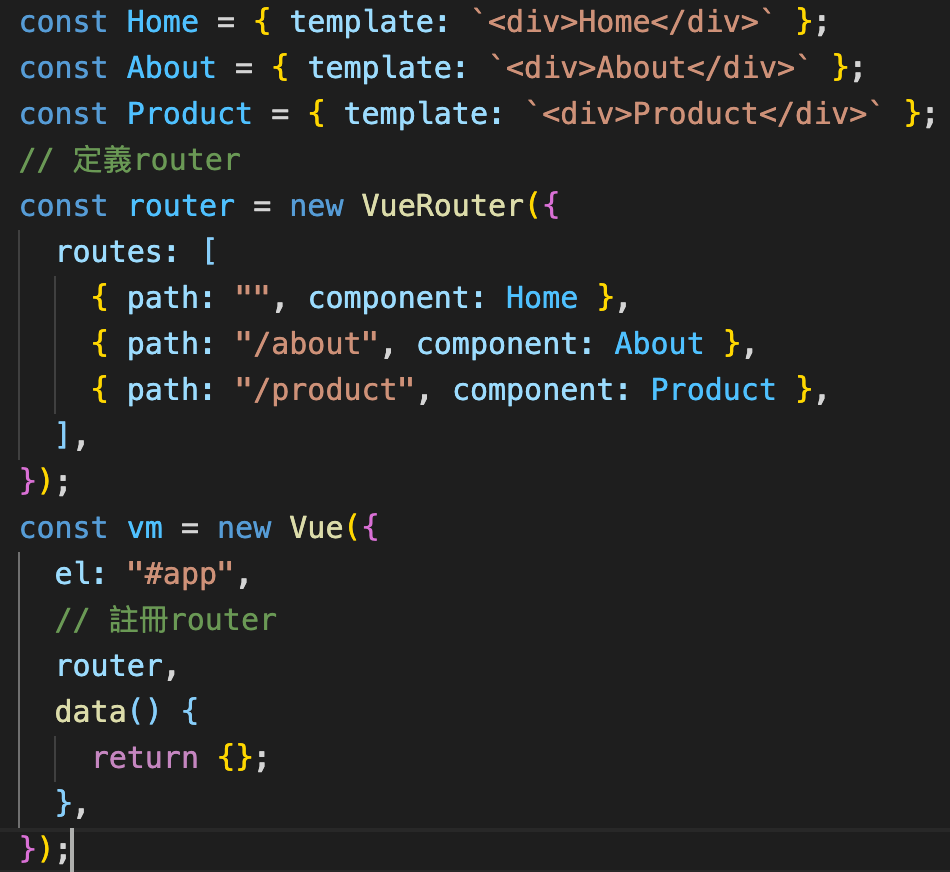 const Home = { template: `<div>Home</div>` };
const About = { template: `<div>About</div>` };
const Product = { template: `<div>Product</div>` };
// 定義router
const router = new VueRouter({
  routes: [
    { path: "", component: Home },
    { path: "/about", component: About },
    { path: "/product", component: Product },
  ],
});
const vm = new Vue({
  el: "#app",
  // 註冊router
  router,
  data() {
    return {};
  },
});